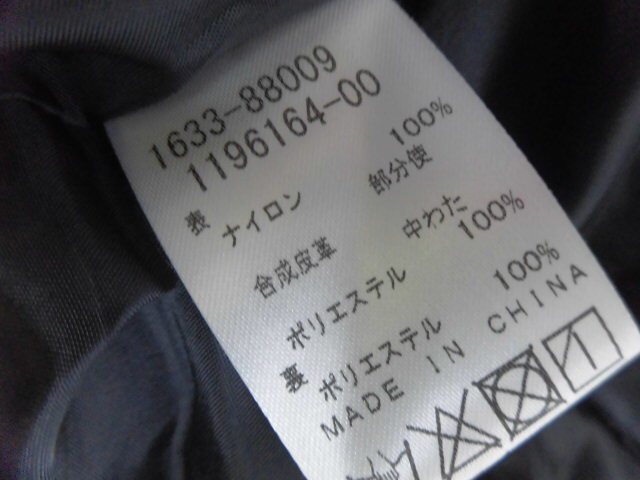 1633-88009
1196164-00
表 ナイロン 100%
合成皮革 部分使
中わた
ポリエステル 100%
裏 ポリエステル 100%
MADE IN CHINA